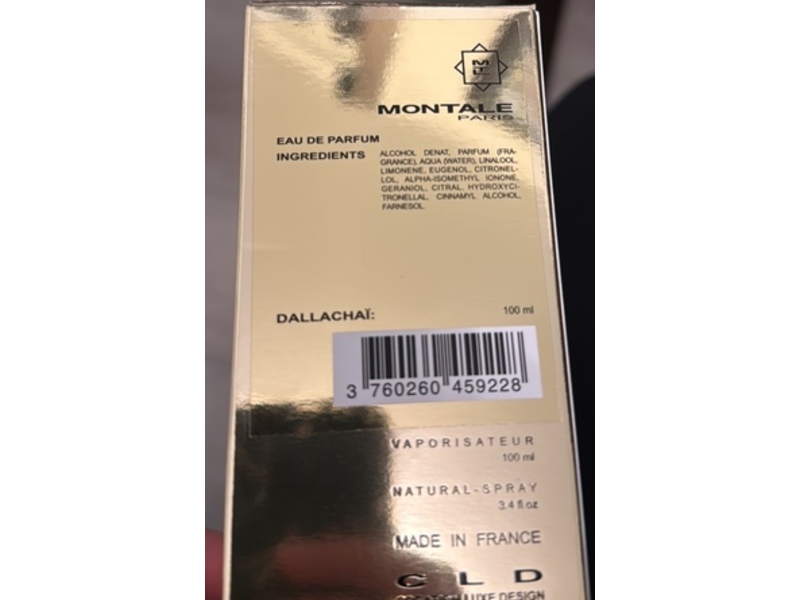 MONTALE
PARIS
EAU DE PARFUM
INGREDIENTS
ALCOHOL DENAT, PARFUM (FRA-
GRANCE), AQUA (WATER), LINALOOL,
LIMONENE, EUGENOL, CITRONEL-
LOL, ALPHA-ISOMETHYL IONONE,
GERANIOL, CITRAL, HYDROXYCI-
TRONELLAL, CINNAMYL ALCOHOL,
FARNESOL.
DALLACHAÏ:
100 ml
3 760260 459228
VAPORISATEUR
100 ml
NATURAL-SPRAY
3.4 fl.oz
MADE IN FRANCE
CLD
DESIGN